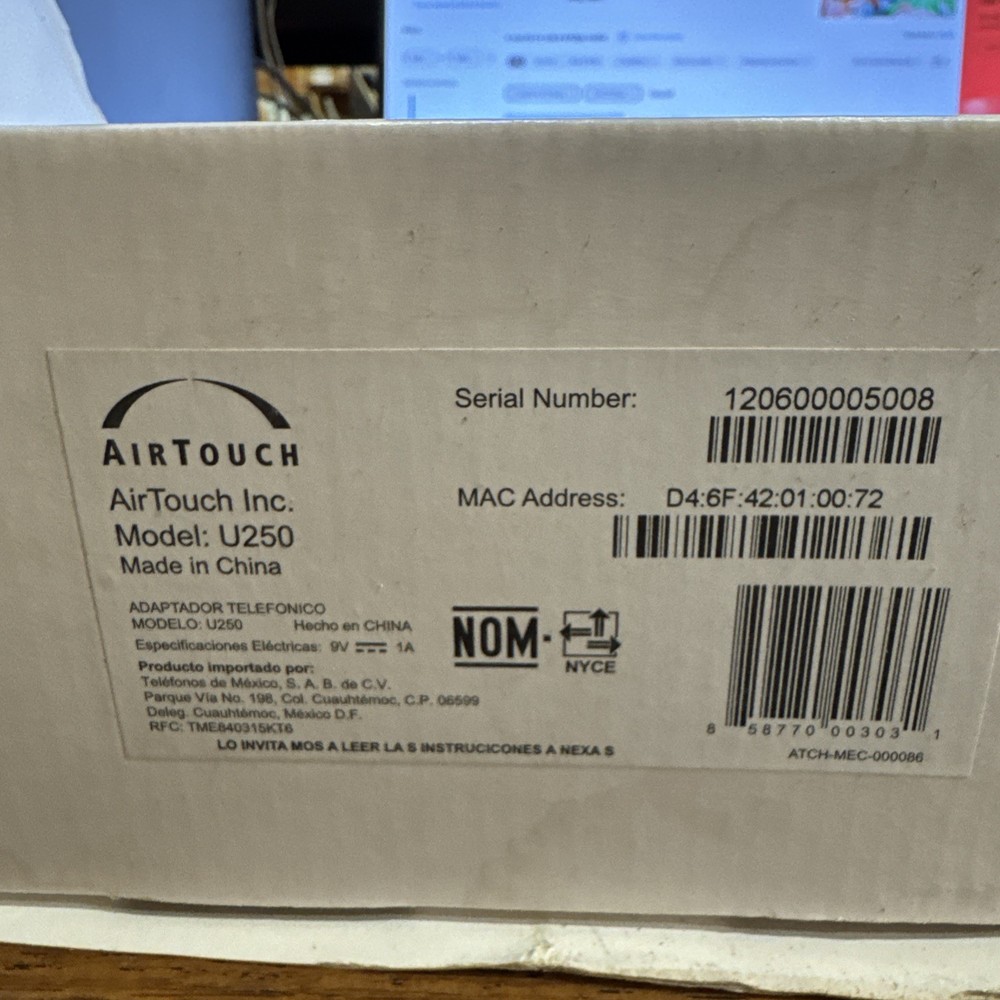 AIRTOUCH
AirTouch Inc.
Model: U250
Made in China
Serial Number: 120600005008
MAC Address: D4:6F:42:01:00:72
ADAPTADOR TELEFONICO
MODELO: U250 Hecho en CHINA
Especificaciones Eléctricas: 9V 1A
Producto importado por:
Teléfonos de México, S. A. B. de C.V.
Parque Vía No. 198, Col. Cuauhtémoc, C.P. 06599
Deleg. Cuauhtémoc, México D.F.
RFC: TME840315KT6
LO INVITA MOS A LEER LA S INSTRUCICONES A NEXA S
NOM-
NYCE
8 58770 00303 1
ATCH-MEC-000086